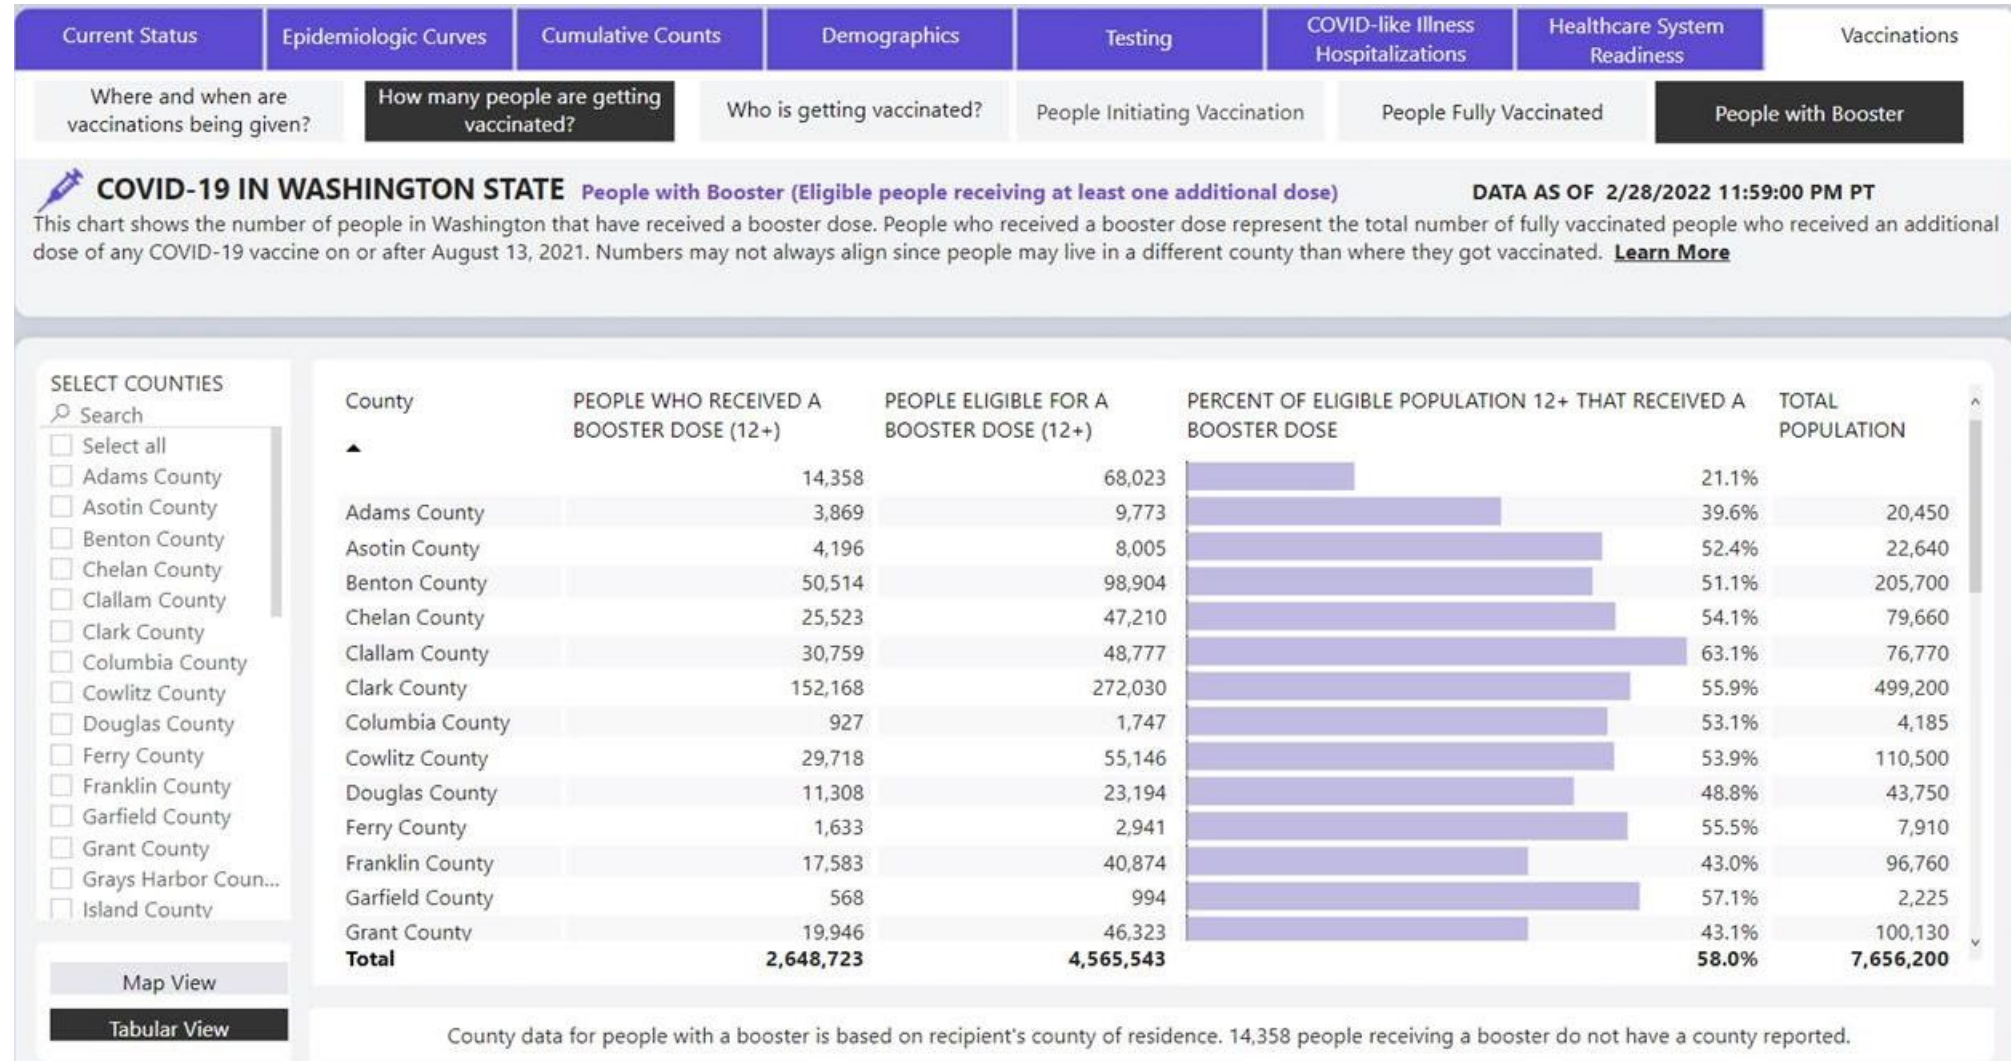 Current Status
Epidemiologic Curves
Cumulative Counts
Demographics
Testing
COVID-like Illness
Hospitalizations
Healthcare System
Readiness
Vaccinations
Where and when are
vaccinations being given?
How many people are getting
vaccinated?
Who is getting vaccinated?
People Initiating Vaccination
People Fully Vaccinated
People with Booster
COVID-19 IN WASHINGTON STATE People with Booster (Eligible people receiving at least one additional dose) DATA AS OF 2/28/2022 11:59:00 PM PT
This chart shows the number of people in Washington that have received a booster dose. People who received a booster dose represent the total number of fully vaccinated people who received an additional
dose of any COVID-19 vaccine on or after August 13, 2021. Numbers may not always align since people may live in a different county than where they got vaccinated. Learn More
SELECT COUNTIES
Search
Select all
Adams County
Asotin County
Benton County
Chelan County
Clallam County
Clark County
Columbia County
Cowlitz County
Douglas County
Ferry County
Franklin County
Garfield County
Grant County
Grays Harbor Coun...
Island County
Map View
Tabular View
County
PEOPLE WHO RECEIVED A
BOOSTER DOSE (12+)
PEOPLE ELIGIBLE FOR A
BOOSTER DOSE (12+)
PERCENT OF ELIGIBLE POPULATION 12+ THAT RECEIVED A
BOOSTER DOSE
TOTAL
POPULATION
14,358 68,023 21.1%
Adams County 3,869 9,773 39.6% 20,450
Asotin County 4,196 8,005 52.4% 22,640
Benton County 50,514 98,904 51.1% 205,700
Chelan County 25,523 47,210 54.1% 79,660
Clallam County 30,759 48,777 63.1% 76,770
Clark County 152,168 272,030 55.9% 499,200
Columbia County 927 1,747 53.1% 4,185
Cowlitz County 29,718 55,146 53.9% 110,500
Douglas County 11,308 23,194 48.8% 43,750
Ferry County 1,633 2,941 55.5% 7,910
Franklin County 17,583 40,874 43.0% 96,760
Garfield County 568 994 57.1% 2,225
Grant County 19,946 46,323 43.1% 100,130
Total 2,648,723 4,565,543 58.0% 7,656,200
County data for people with a booster is based on recipient's county of residence. 14,358 people receiving a booster do not have a county reported.